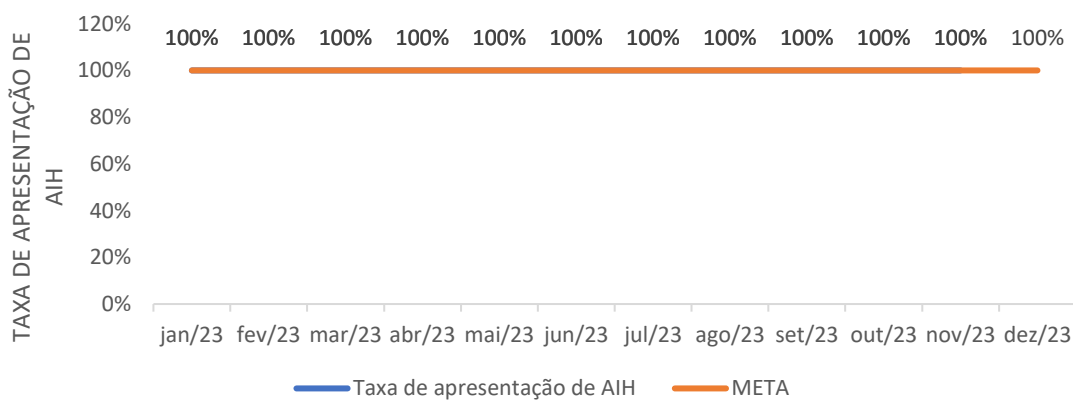 TAXA DE APRESENTAÇÃO DE
AIH
120%
100%
80%
60%
40%
20%
0%
100% 100% 100% 100% 100% 100% 100% 100% 100% 100% 100% 100%
jan/23 fev/23 mar/23 abr/23 mai/23 jun/23 jul/23 ago/23 set/23 out/23 nov/23 dez/23
Taxa de apresentação de AIH META